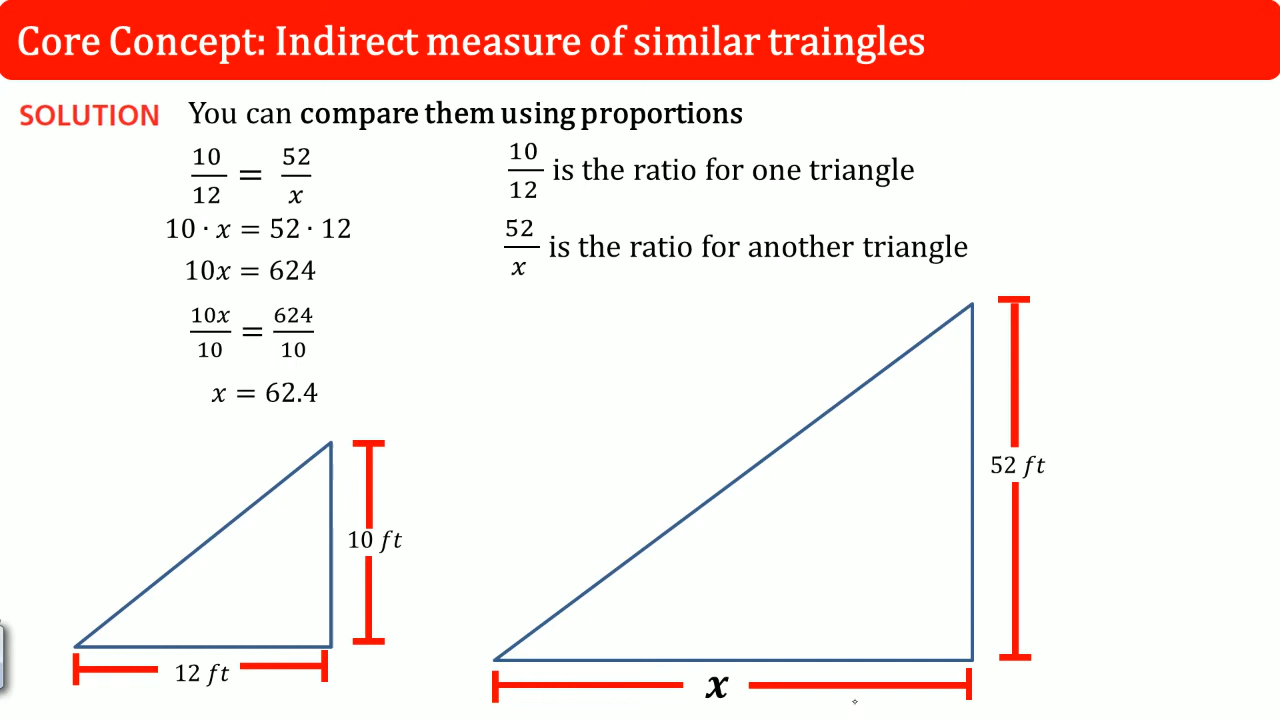 Core Concept: Indirect measure of similar traingles
SOLUTION You can compare them using proportions
10/12 = 52/x
10 · x = 52 · 12
10x = 624
10x/10 = 624/10
x = 62.4
10/12 is the ratio for one triangle
52/x is the ratio for another triangle
10 ft
12 ft
52 ft
x